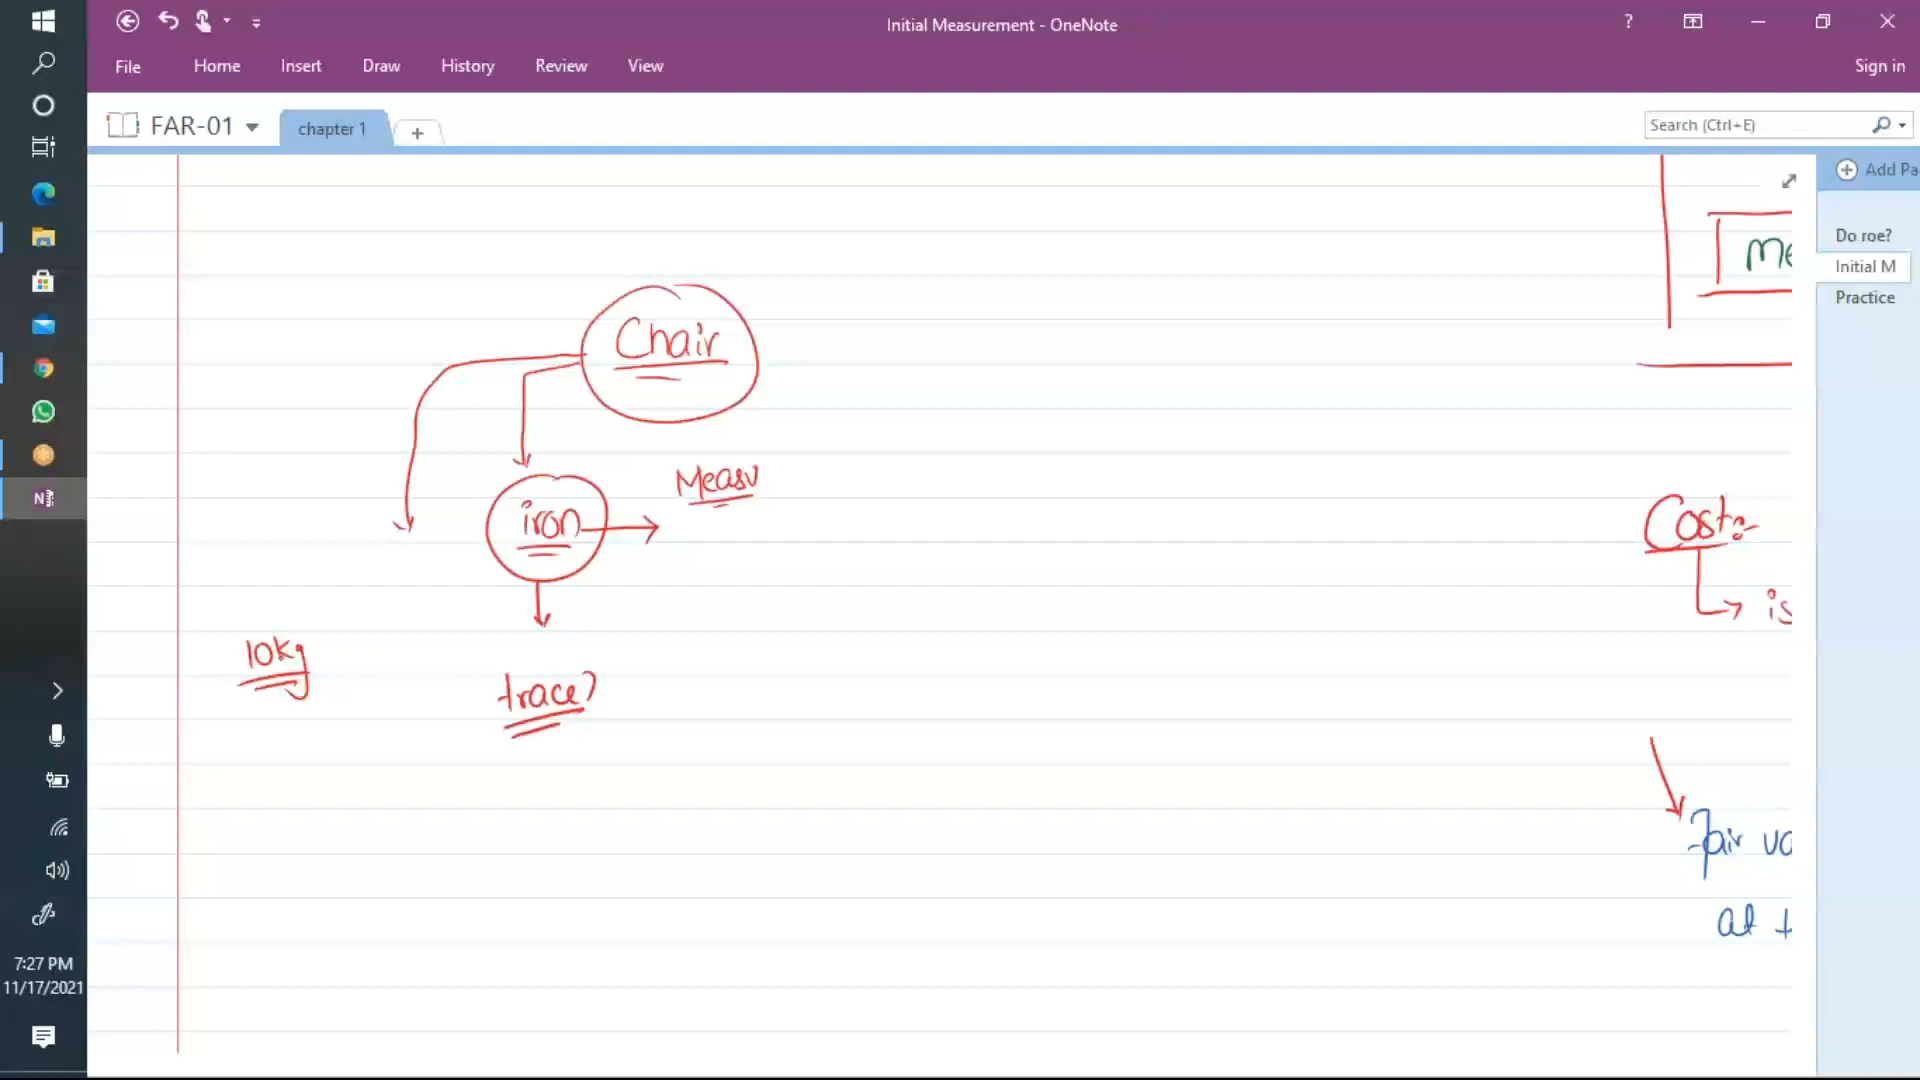 Initial Measurement - OneNote
?
File Home Insert Draw History Review View
Sign in
FAR-01
chapter 1
+
Search (Ctrl+E)
Add Pa
Do roe?
Initial M
Practice
Me
Chair
Measu
iron
Cost:-
is
10kg
trace
Fair va
at t
7:27 PM
11/17/2021